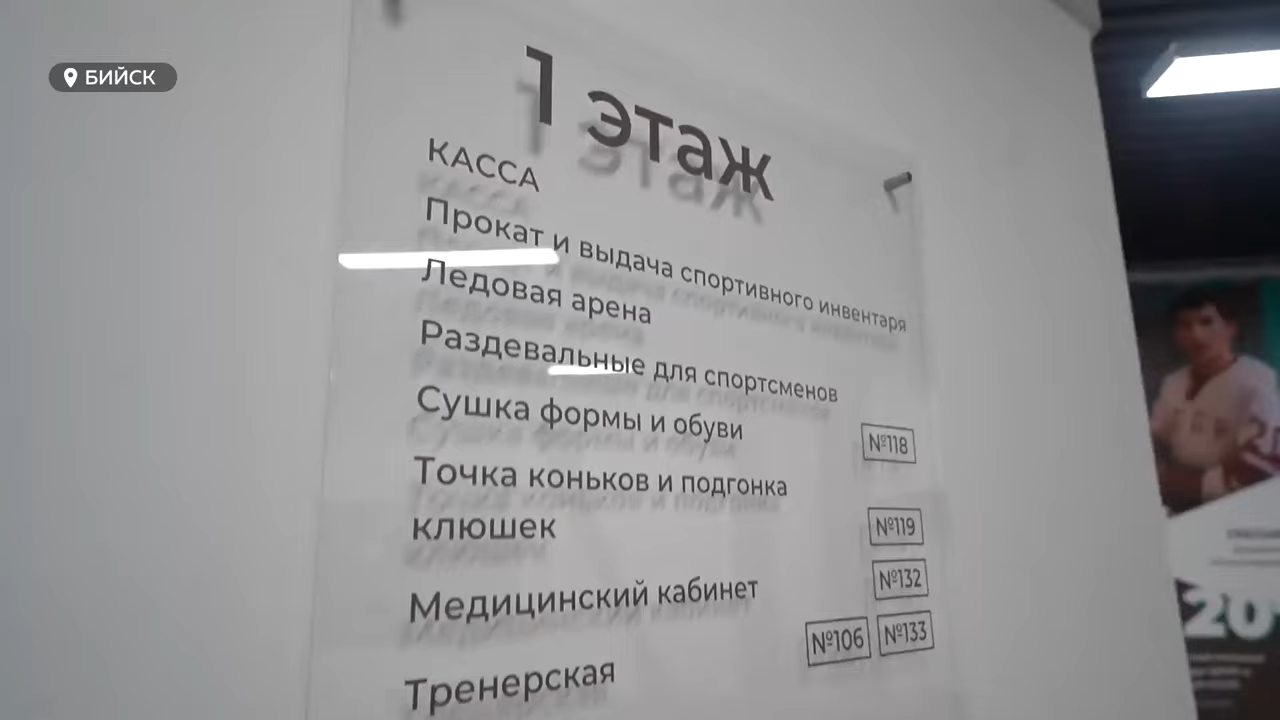 БИЙСК
1 этаж
КАССА
Прокат и выдача спортивного инвентаря
Ледовая арена
Раздевальные для спортсменов
Сушка формы и обуви №118
Точка коньков и подгонка
клюшек №119
Медицинский кабинет №132
Тренерская №106 №133
20